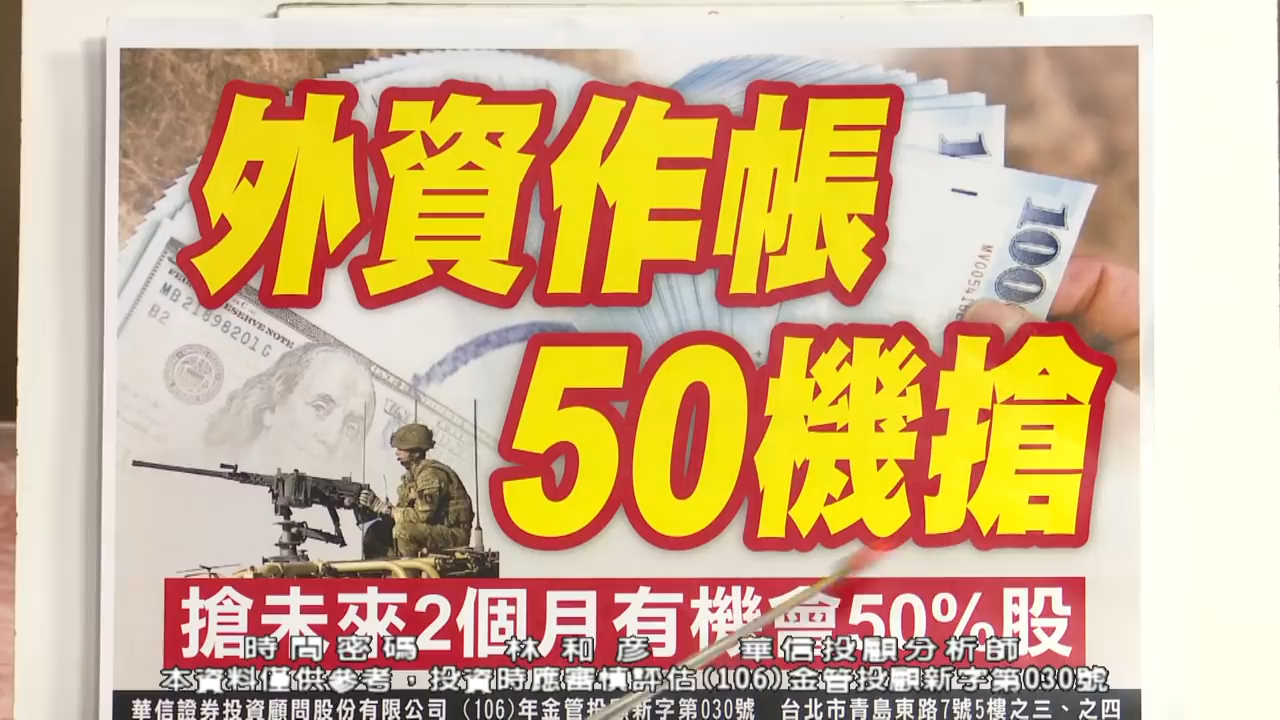 外資作帳
50機搶
搶未來2個月有機會50%股
時間密碼 林和彥 華信投顧分析師
本資料僅供參考，投資時應審慎評估(106)金管投顧新字第030號
華信證券投資顧問股份有限公司 (106)年金管投顧新字第030號 台北市青島東路7號5樓之三、之四
MB21898201G
B2
100